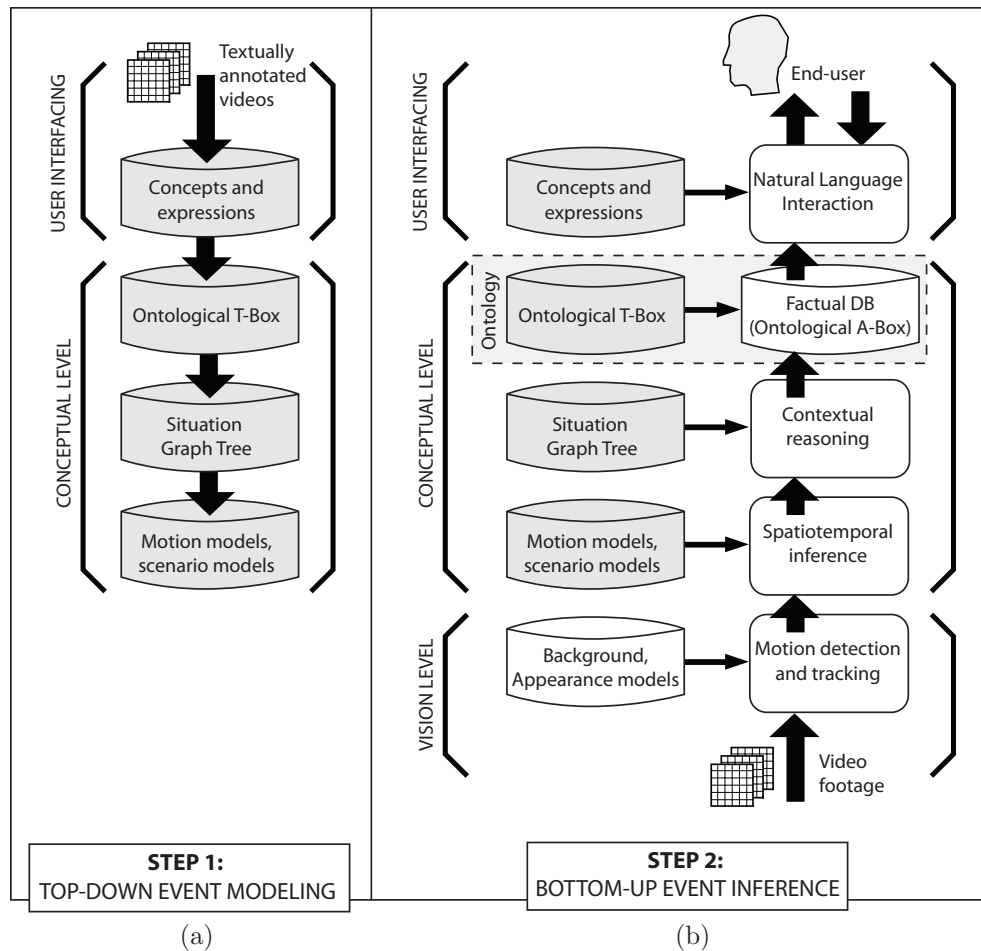 USER INTERFACING
Textually
annotated
videos
Concepts and
expressions
CONCEPTUAL LEVEL
Ontological T-Box
Situation
Graph Tree
Motion models,
scenario models
STEP 1:
TOP-DOWN EVENT MODELING
(a)
USER INTERFACING
End-user
Concepts and
expressions
Natural Language
Interaction
CONCEPTUAL LEVEL
Ontology
Ontological T-Box
Factual DB
(Ontological A-Box)
Situation
Graph Tree
Contextual
reasoning
Motion models,
scenario models
Spatiotemporal
inference
VISION LEVEL
Background,
Appearance models
Motion detection
and tracking
Video
footage
STEP 2:
BOTTOM-UP EVENT INFERENCE
(b)